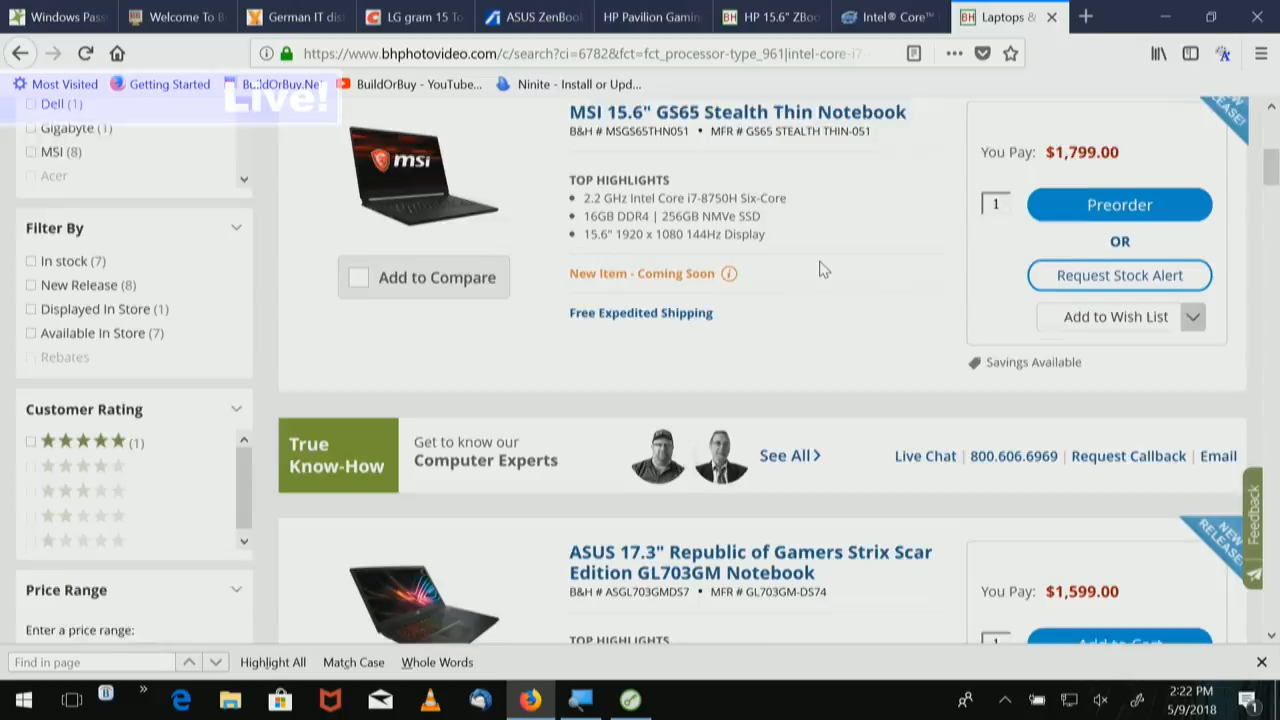 Windows Pass
Welcome To B
German IT dis
LG gram 15 To
ASUS ZenBoo
HP Pavilion Gamin
BH HP 15.6" ZBo
Intel® Core™
BH Laptops &
https://www.bhphotovideo.com/c/search?ci=6782&fct=fct_processor-type_961|intel-core-i7-
Most Visited
Getting Started
BuildOrBuy.Net
BuildOrBuy - YouTube...
Ninite - Install or Upd...
Live!
Dell (1)
Gigabyte (1)
MSI (8)
Acer
Filter By
In stock (7)
New Release (8)
Displayed In Store (1)
Available In Store (7)
Rebates
Customer Rating
(1)
Price Range
Enter a price range:
msi
Add to Compare
MSI 15.6" GS65 Stealth Thin Notebook
B&H # MSGS65THN051 • MFR # GS65 STEALTH THIN-051
TOP HIGHLIGHTS
• 2.2 GHz Intel Core i7-8750H Six-Core
• 16GB DDR4 | 256GB NMVe SSD
• 15.6" 1920 x 1080 144Hz Display
New Item - Coming Soon
Free Expedited Shipping
RELEASE!
You Pay: $1,799.00
1
Preorder
OR
Request Stock Alert
Add to Wish List
Savings Available
True
Know-How
Get to know our
Computer Experts
See All
Live Chat | 800.606.6969 | Request Callback | Email
Feedback
ASUS 17.3" Republic of Gamers Strix Scar
Edition GL703GM Notebook
B&H # ASGL703GMDS7 • MFR # GL703GM-DS74
TOP HIGHLIGHTS
NEW
RELEASE!
You Pay: $1,599.00
1
Add to Cart
Find in page
Highlight All
Match Case
Whole Words
2:22 PM
5/9/2018
1